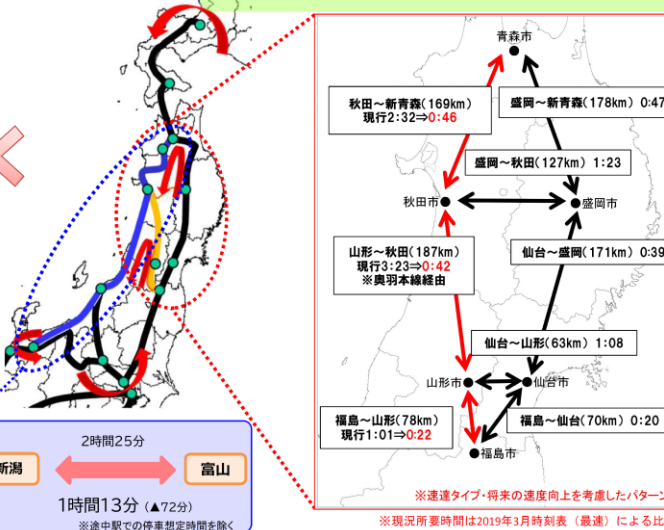 青森市
秋田～新青森(169km)
現行2:32⇒0:46
盛岡～新青森(178km) 0:47
盛岡～秋田(127km) 1:23
秋田市
盛岡市
山形～秋田(187km)
現行3:23⇒0:42
※奥羽本線経由
仙台～盛岡(171km) 0:39
仙台～山形(63km) 1:08
山形市
仙台市
福島～山形(78km)
現行1:01⇒0:22
福島～仙台(70km) 0:20
福島市
※速達タイプ・将来の速度向上を考慮したパターン
※現況所要時間は2019年3月時刻表（最速）による比
2時間25分
新潟
富山
1時間13分（▲72分）
※途中駅での停車想定時間を除く